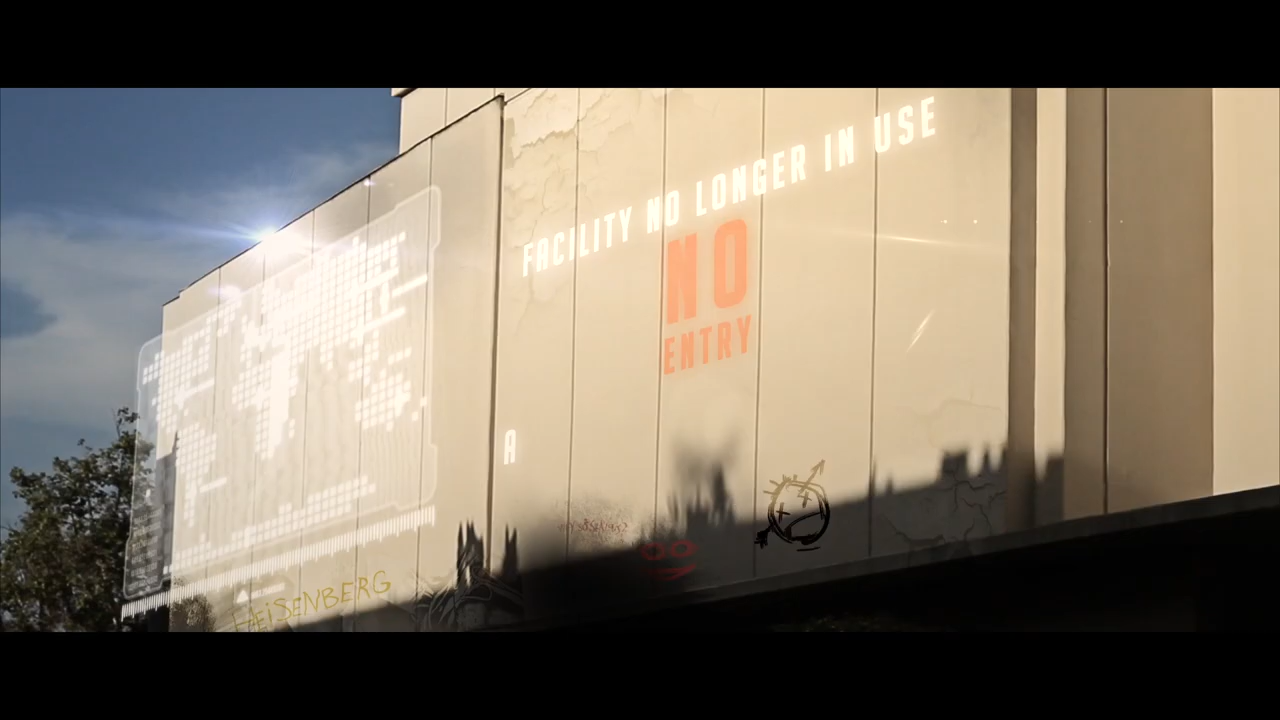 FACILITY NO LONGER IN USE
NO
ENTRY
A
HEISENBERG